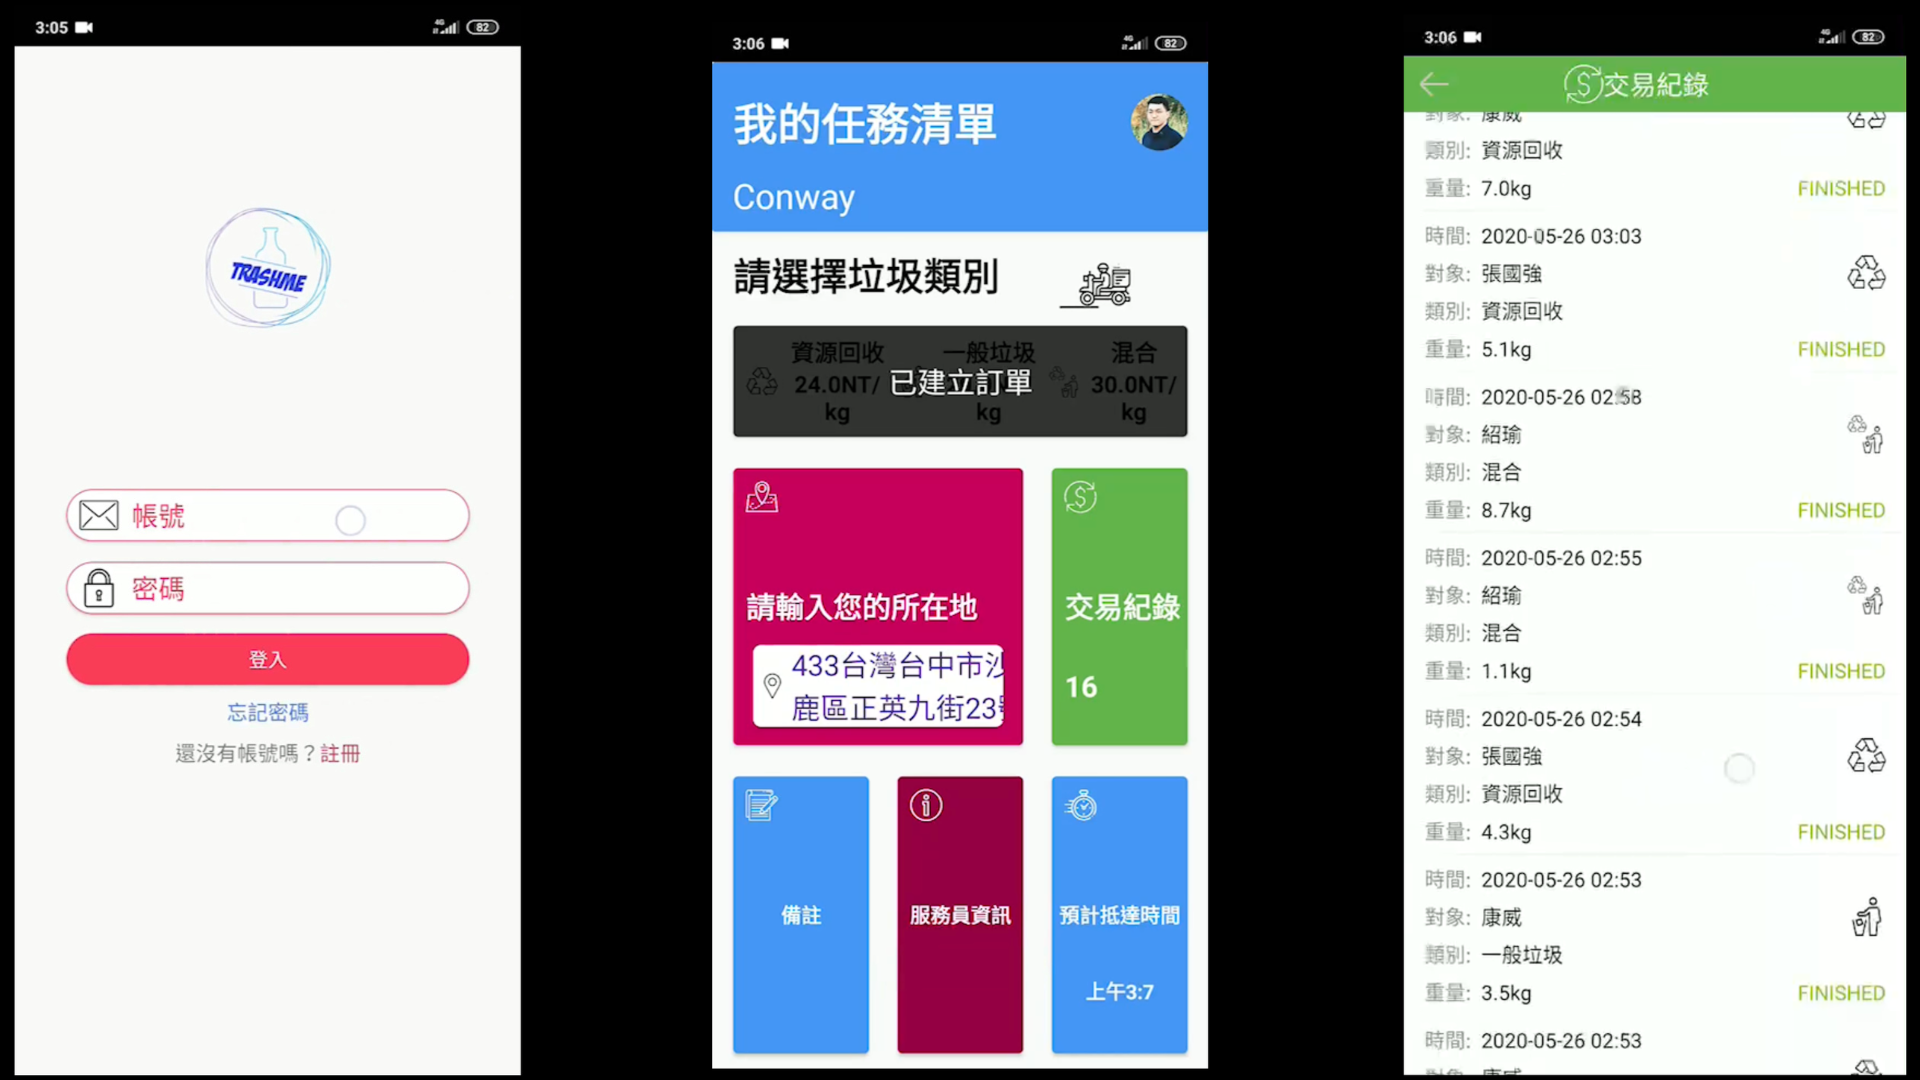 3:05
4G
82
TRASHME
帳號
密碼
登入
忘記密碼
還沒有帳號嗎？註冊
3:06
4G
82
我的任務清單
Conway
請選擇垃圾類別
資源回收
一般垃圾
混合
24.0NT/
已建立訂單
30.0NT/
kg
kg
kg
請輸入您的所在地
433台灣台中市沙
鹿區正英九街23
交易紀錄
16
備註
服務員資訊
預計抵達時間
上午3:7
3:06
4G
82
交易紀錄
對象: 康威
類別: 資源回收
重量: 7.0kg
FINISHED
時間: 2020-05-26 03:03
對象: 張國強
類別: 資源回收
重量: 5.1kg
FINISHED
時間: 2020-05-26 02:58
對象: 紹瑜
類別: 混合
重量: 8.7kg
FINISHED
時間: 2020-05-26 02:55
對象: 紹瑜
類別: 混合
重量: 1.1kg
FINISHED
時間: 2020-05-26 02:54
對象: 張國強
類別: 資源回收
重量: 4.3kg
FINISHED
時間: 2020-05-26 02:53
對象: 康威
類別: 一般垃圾
重量: 3.5kg
FINISHED
時間: 2020-05-26 02:53